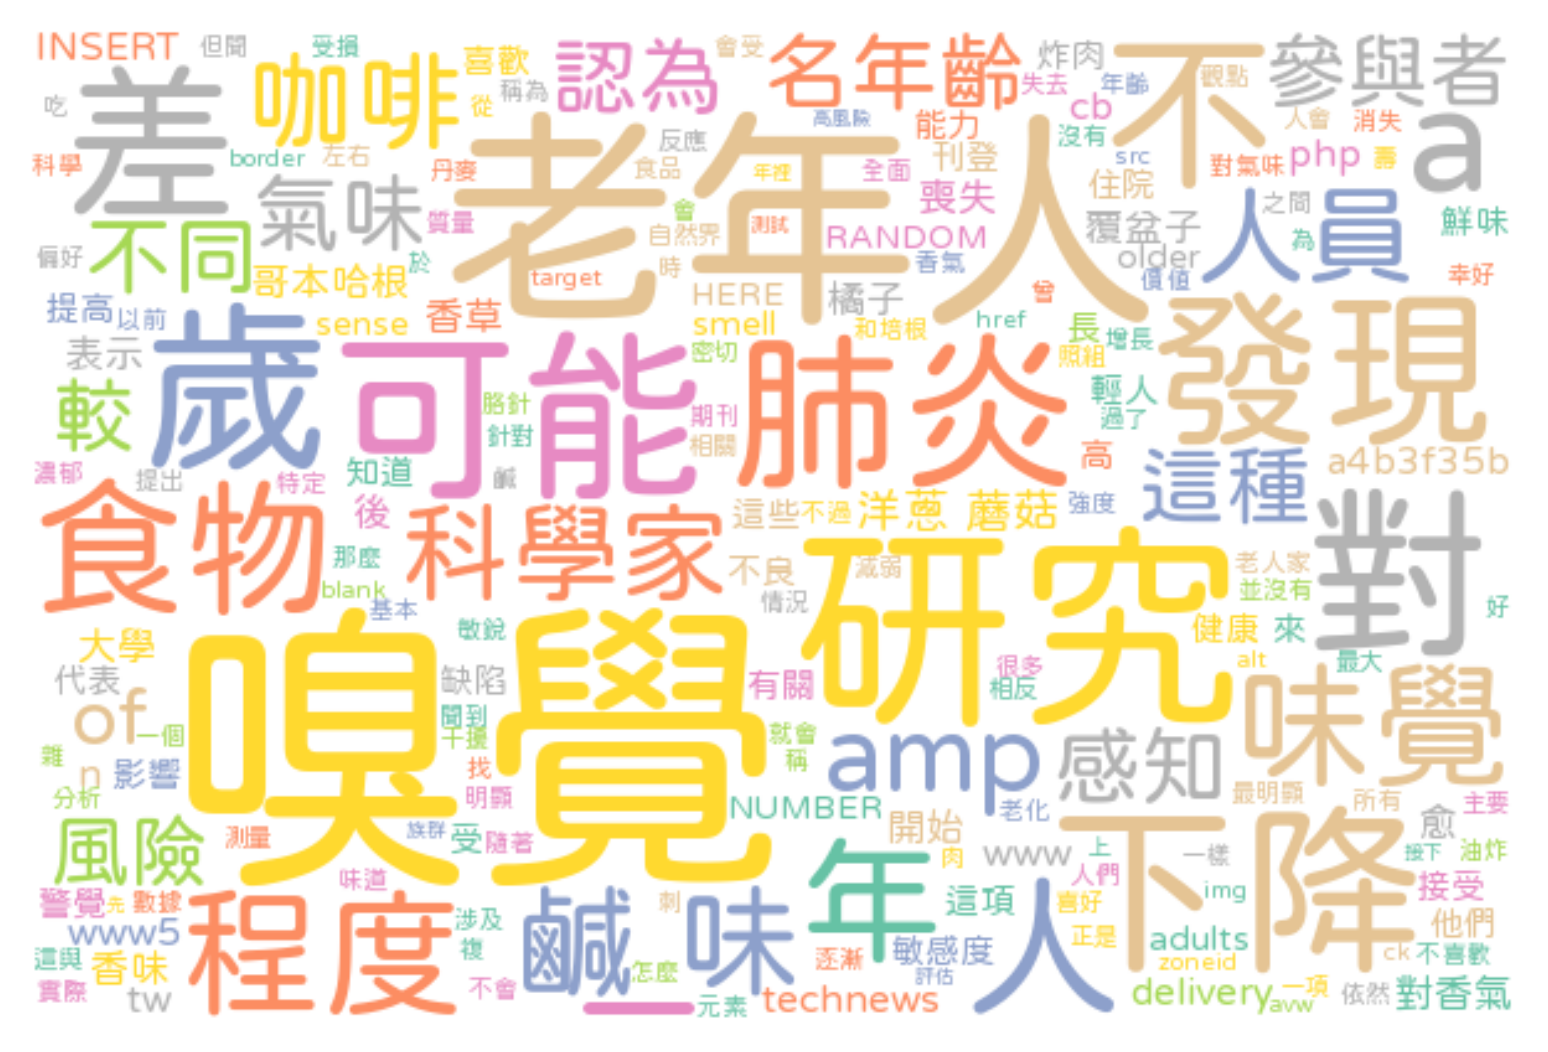 INSERT 但聞 受損 喜歡 認為 會受 名年齡 炸肉 不 觀點 參與者
吃 差 咖啡 從 稱為 失去 cb 年齡 a
高風險 能力 沒有 人會 消失
科學 border 左右 丹麥 反應 食品 年裡 全面 刊登 src 對氣味 php 壽
老年人
氣味 質量 會 測試 喪失 住院 之間 人員 鮮味
不同 自然界 RANDOM 覆盆子 為
偏好 哥本哈根 於 target 時 香氣 older 價值 幸好
提高 以前 sense 香草 HERE 橘子 曾
smell 和培根 href 長 增長 發現
表示 歲 可能 密切 肺炎 照組
較 胳針 期刊 輕人
針對 相關 過了
濃郁 提出 特定 知道 鹹 高 這種 a4b3f35b
食物 後 科學家 這些 不過 洋蔥 蘑菇 強度 對
那麼 不良 減弱 研究 老人家
blank 基本 情況 並沒有 好
大學 嗅覺 敏銳 健康 來
代表 缺陷 有關 很多 alt 最大
of 一個 聞到 相反 味覺
干擾 就會 amp 感知
雜 n 影響 找 稱
分析 明顯 NUMBER 老化 最明顯 所有 主要
風險 測量 族群 受 隨著 開始 下降 愈
肉 www 上 一樣 接下 油炸
味道 年 人們 img 接受
警覺 先 數據 程度 鹹味 刺 這項 人 喜好
www5 涉及 正是 adults 他們
這與 香味 複 怎麼 逐漸 敏感度 zoneid ck 不喜歡
實際 tw 不會 一 元素 technews 評估 delivery avw 一項 依然 對香氣